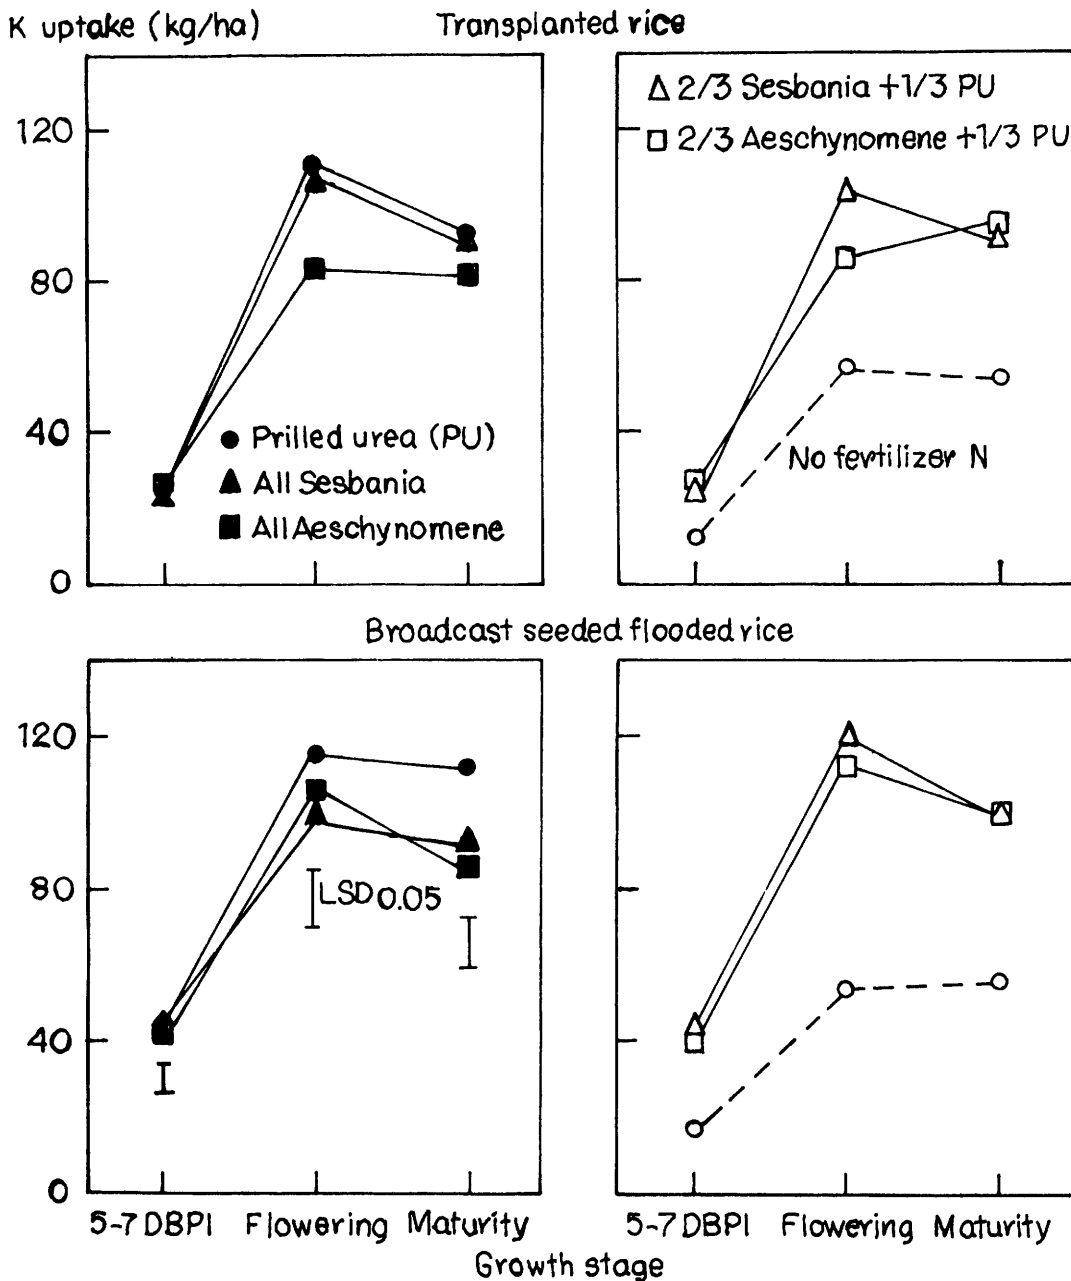 K uptake (kg/ha)
Transplanted rice
120
80
40
0
Prilled urea (PU)
All Sesbania
All Aeschynomene
2/3 Sesbania +1/3 PU
2/3 Aeschynomene +1/3 PU
No fertilizer N
Broadcast seeded flooded rice
120
80
40
0
LSD 0.05
5-7 DBPI Flowering Maturity
5-7 DBPI Flowering Maturity
Growth stage